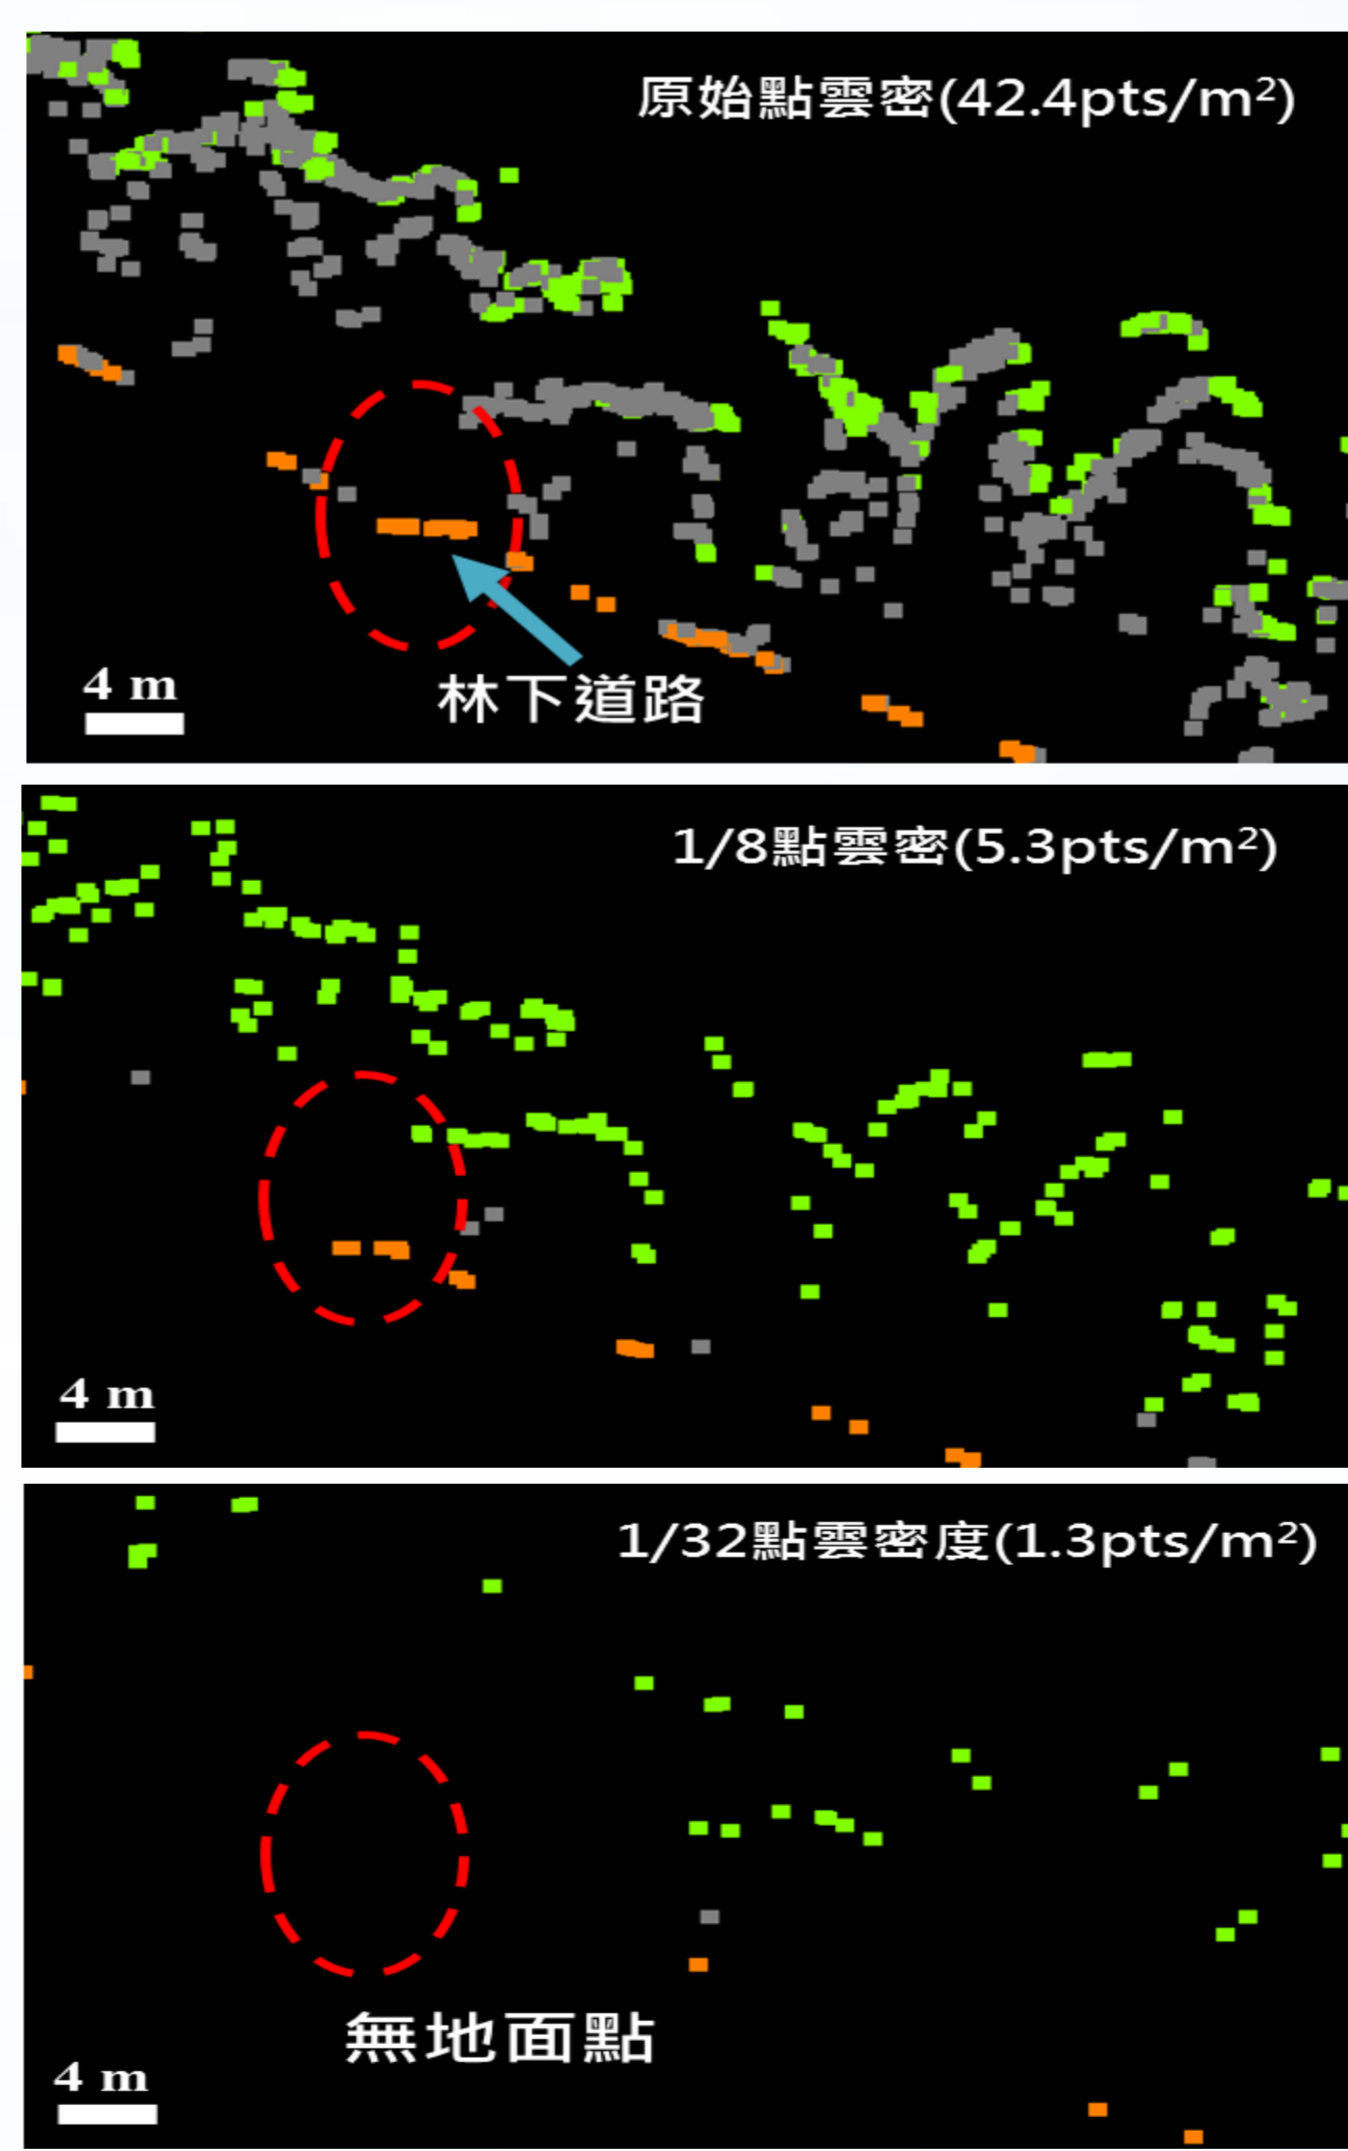 原始點雲密(42.4pts/m²)
林下道路
4 m
1/8點雲密(5.3pts/m²)
4 m
1/32點雲密度(1.3pts/m²)
無地面點
4 m